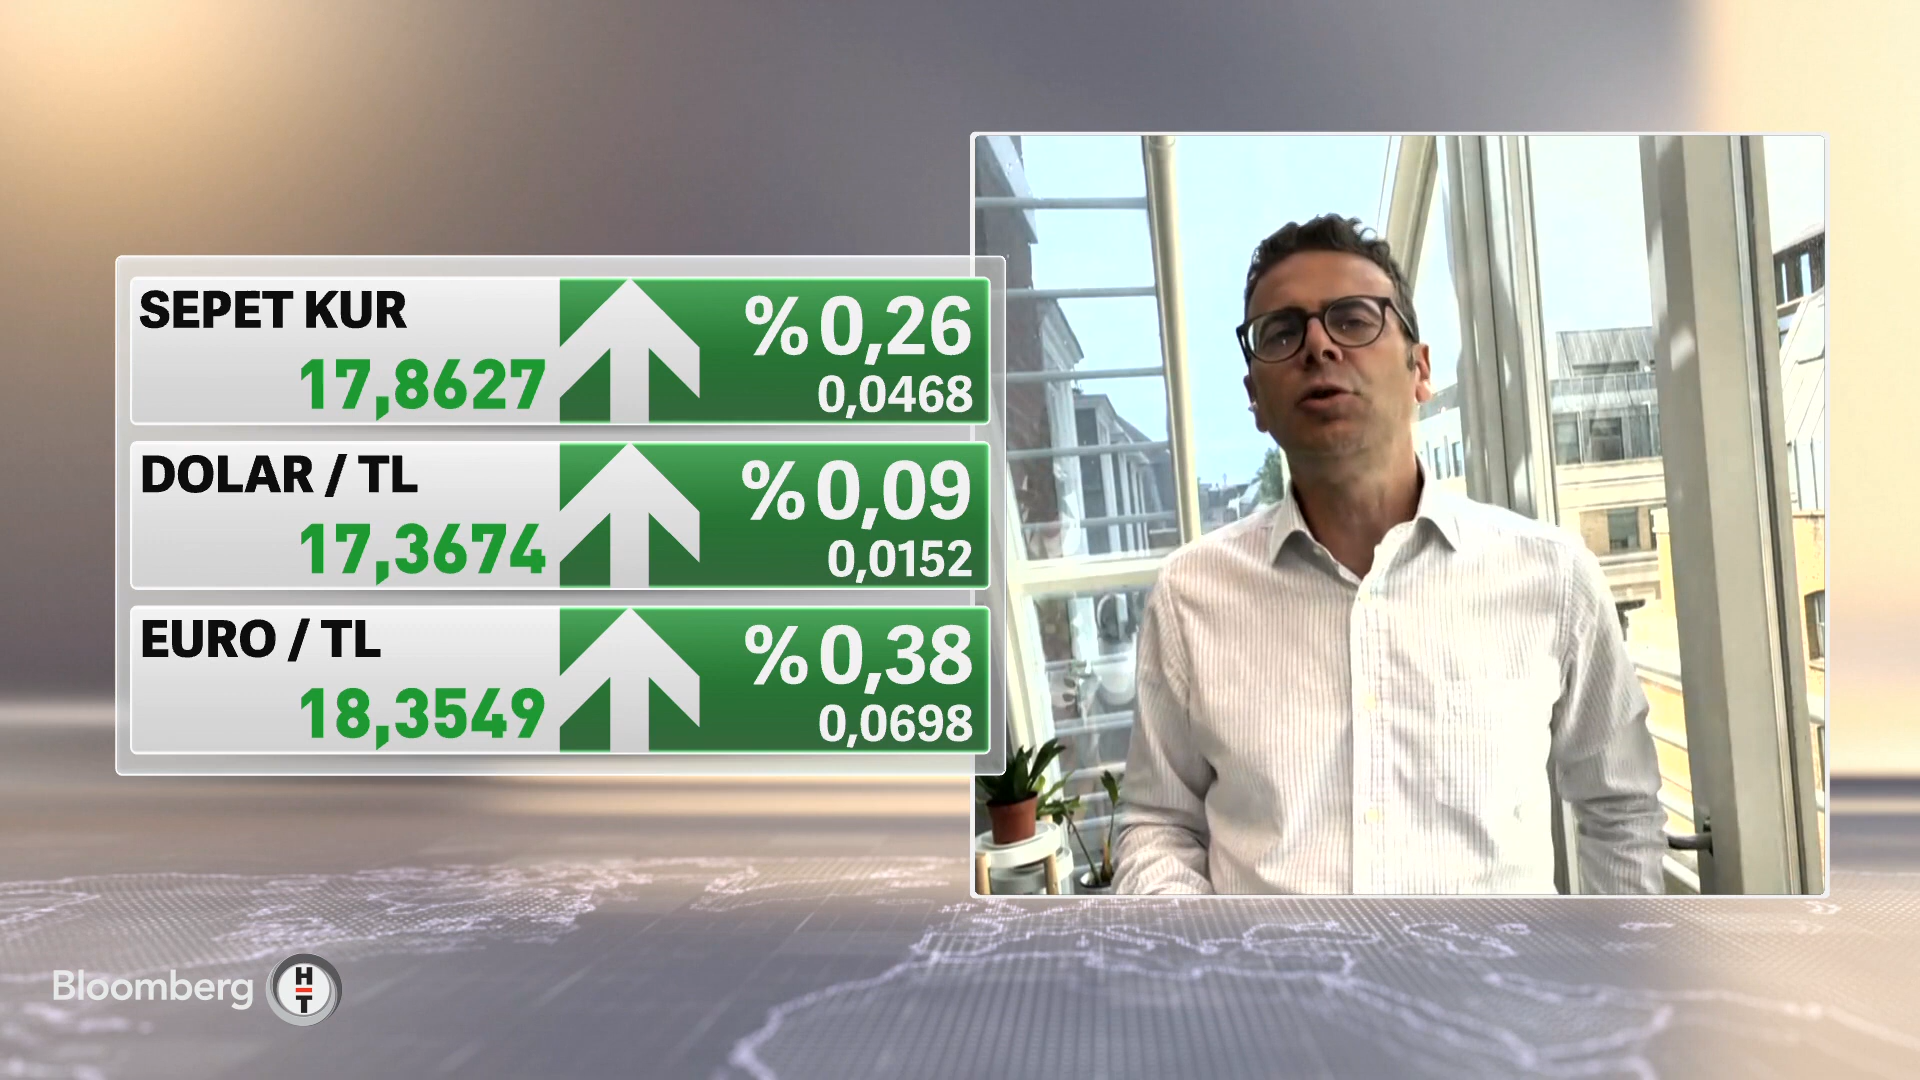 SEPET KUR
17,8627
%0,26
0,0468
DOLAR / TL
17,3674
%0,09
0,0152
EURO / TL
18,3549
%0,38
0,0698
Bloomberg HT